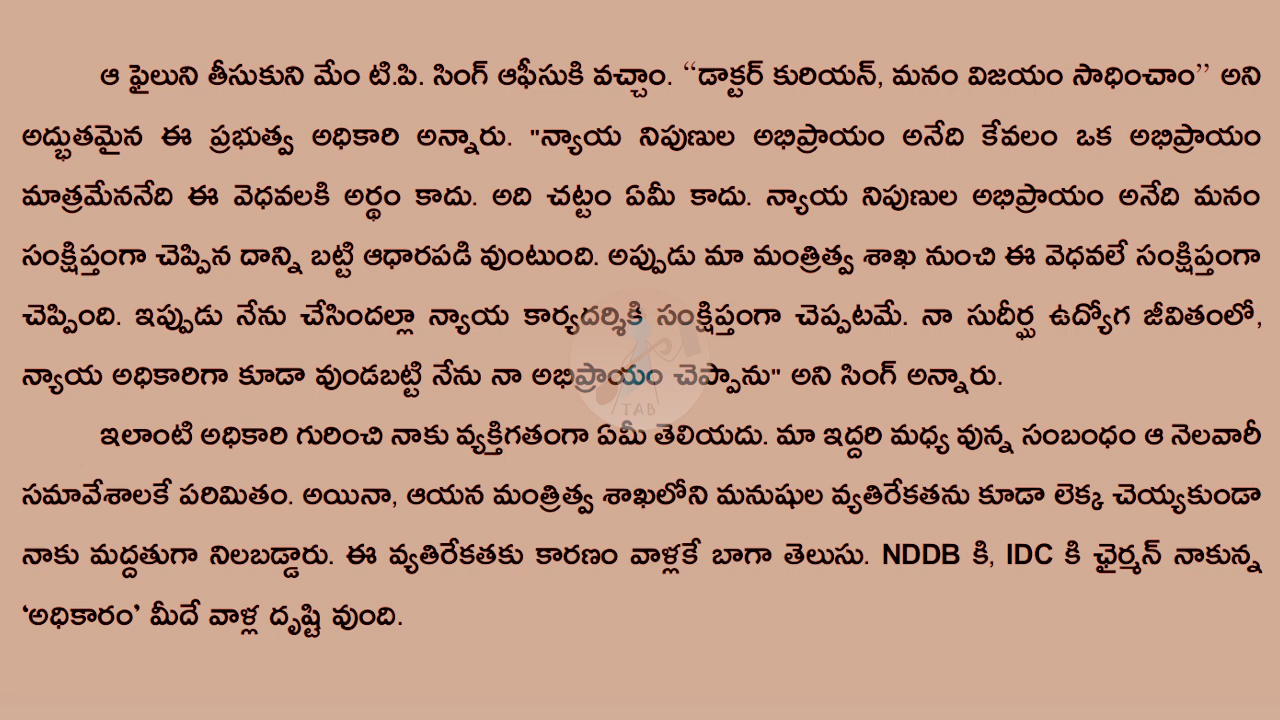 ఆ ఫైలుని తీసుకుని మేం టి.పి. సింగ్ ఆఫీసుకి వచ్చాం. “డాక్టర్ కురియన్, మనం విజయం సాధించాం” అని
అద్భుతమైన ఈ ప్రభుత్వ అధికారి అన్నారు. "న్యాయ నిపుణుల అభిప్రాయం అనేది కేవలం ఒక అభిప్రాయం
మాత్రమేననేది ఈ వెధవలకి అర్థం కాదు. అది చట్టం ఏమీ కాదు. న్యాయ నిపుణుల అభిప్రాయం అనేది మనం
సంక్షిప్తంగా చెప్పిన దాన్ని బట్టి ఆధారపడి వుంటుంది. అప్పుడు మా మంత్రిత్వ శాఖ నుంచి ఈ వెధవలే సంక్షిప్తంగా
చెప్పింది. ఇప్పుడు నేను చేసిందల్లా న్యాయ కార్యదర్శికి సంక్షిప్తంగా చెప్పటమే. నా సుదీర్ఘ ఉద్యోగ జీవితంలో,
న్యాయ అధికారిగా కూడా వుండబట్టి నేను నా అభిప్రాయం చెప్పాను" అని సింగ్ అన్నారు.
ఇలాంటి అధికారి గురించి నాకు వ్యక్తిగతంగా ఏమీ తెలియదు. మా ఇద్దరి మధ్య వున్న సంబంధం ఆ నెలవారీ
సమావేశాలకే పరిమితం. అయినా, ఆయన మంత్రిత్వ శాఖలోని మనుషుల వ్యతిరేకతను కూడా లెక్క చెయ్యకుండా
నాకు మద్దతుగా నిలబడ్డారు. ఈ వ్యతిరేకతకు కారణం వాళ్లకే బాగా తెలుసు. NDDB కి, IDC కి ఛైర్మన్ నాకున్న
‘అధికారం’ మీదే వాళ్ల దృష్టి వుంది.
TAB